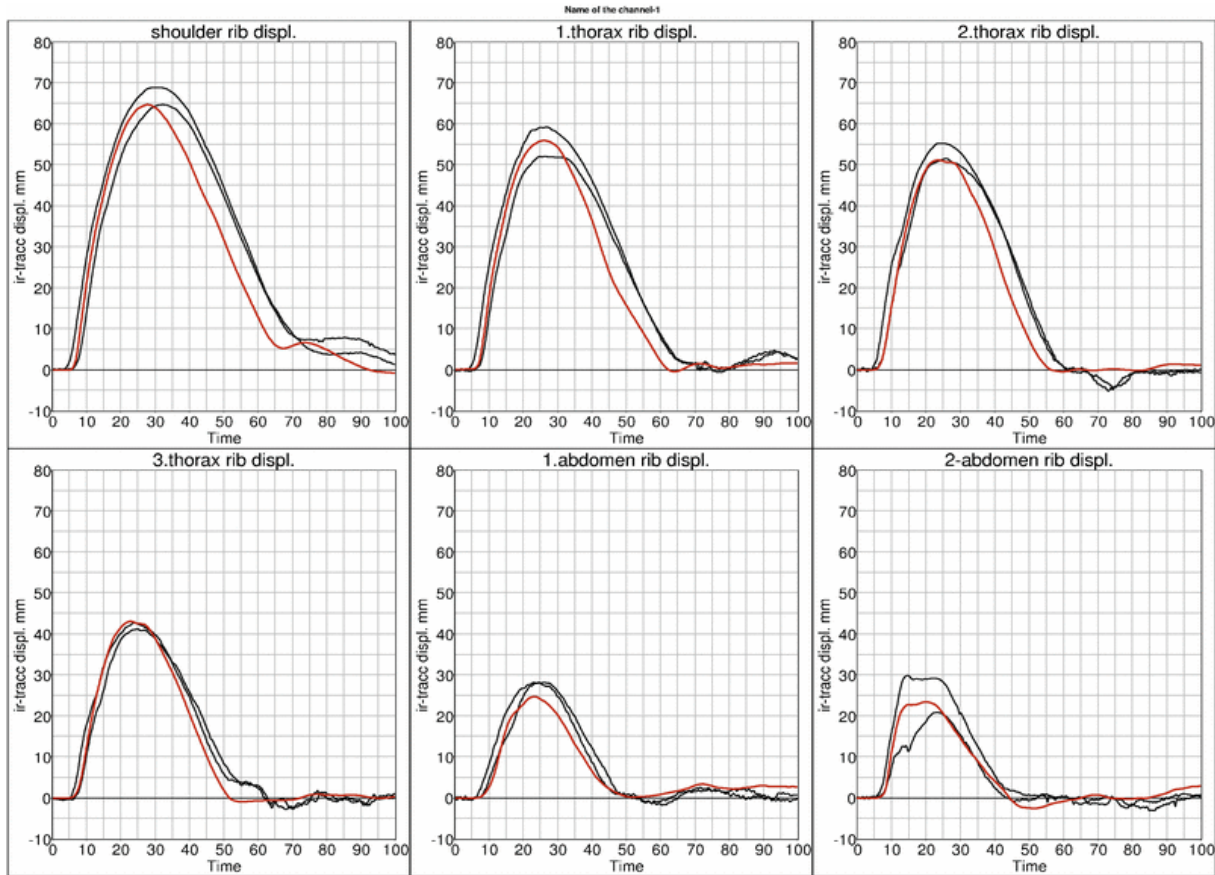 Name of the channel-1
shoulder rib displ. 1.thorax rib displ. 2.thorax rib displ.
ir-tracc displ. mm ir-tracc displ. mm ir-tracc displ. mm
80 80 80
70 70 70
60 60 60
50 50 50
40 40 40
30 30 30
20 20 20
10 10 10
0 0 0
-10 -10 -10
0 10 20 30 40 50 60 70 80 90 100 0 10 20 30 40 50 60 70 80 90 100 0 10 20 30 40 50 60 70 80 90 100
Time Time Time
3.thorax rib displ. 1.abdomen rib displ. 2-abdomen rib displ.
ir-tracc displ. mm ir-tracc displ. mm ir-tracc displ. mm
80 80 80
70 70 70
60 60 60
50 50 50
40 40 40
30 30 30
20 20 20
10 10 10
0 0 0
-10 -10 -10
0 10 20 30 40 50 60 70 80 90 100 0 10 20 30 40 50 60 70 80 90 100 0 10 20 30 40 50 60 70 80 90 100
Time Time Time